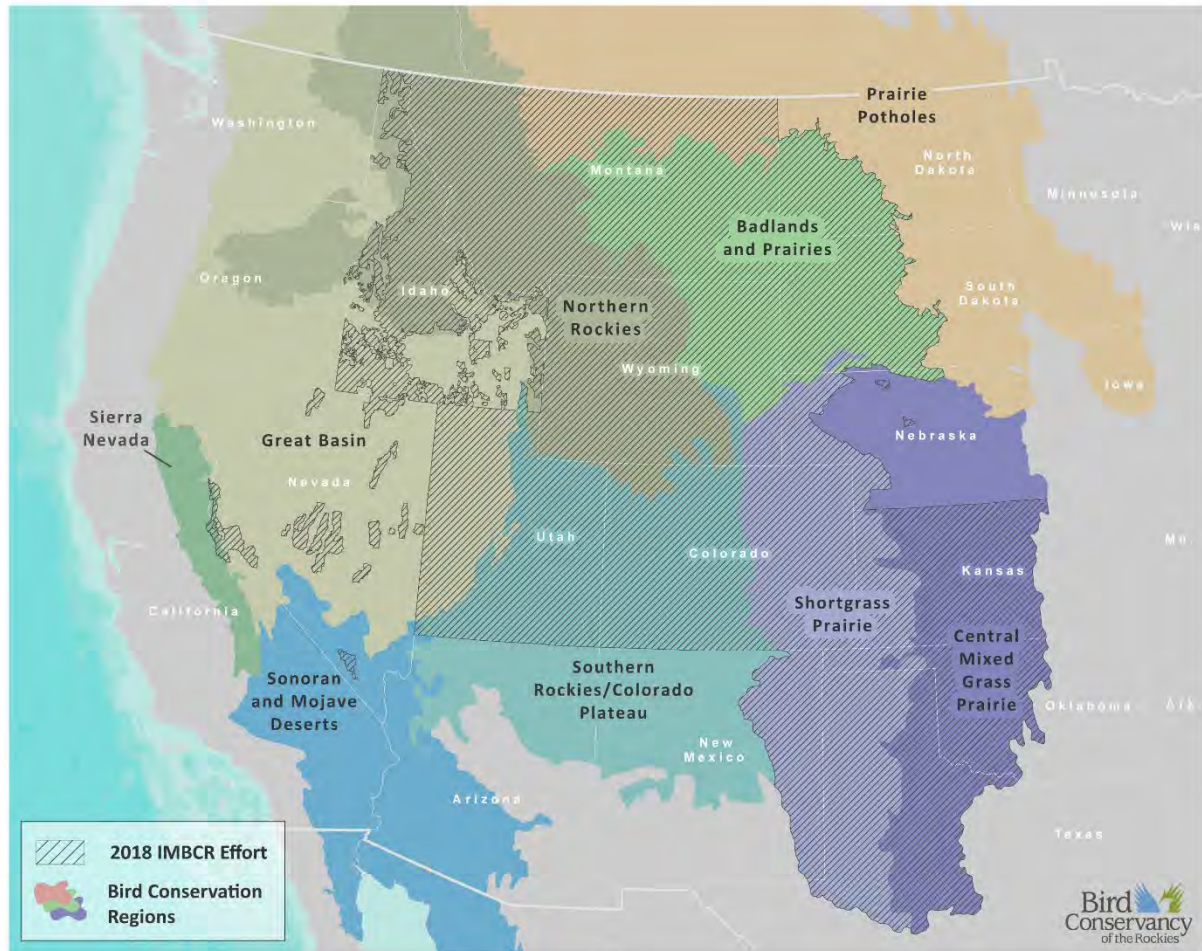 Washington
Prairie
Potholes
North
Dakota
Montana
Minnesota
Badlands
and Prairies
Wis
Oregon
Idaho
South
Dakota
Northern
Rockies
Wyoming
Iowa
Sierra
Nevada
Great Basin
Nebraska
Nevada
Utah
Colorado
Mo.
Kansas
California
Shortgrass
Prairie
Central
Mixed
Grass
Prairie
Sonoran
and Mojave
Deserts
Southern
Rockies/Colorado
Plateau
Oklahoma
Ark
New
Mexico
Arizona
Texas
2018 IMBCR Effort
Bird Conservation
Regions
Bird
Conservancy
of the Rockies